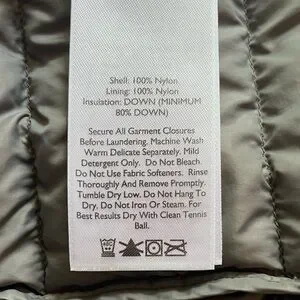 Shell: 100% Nylon
Lining: 100% Nylon
Insulation: DOWN (MINIMUM
80% DOWN)
Secure All Garment Closures
Before Laundering. Machine Wash
Warm Delicate Separately. Mild
Detergent Only. Do Not Bleach.
Do Not Use Fabric Softeners. Rinse
Thoroughly And Remove Promptly.
Tumble Dry Low. Do Not Hang To
Dry. Do Not Iron Or Steam. For
Best Results Dry With Clean Tennis
Ball.